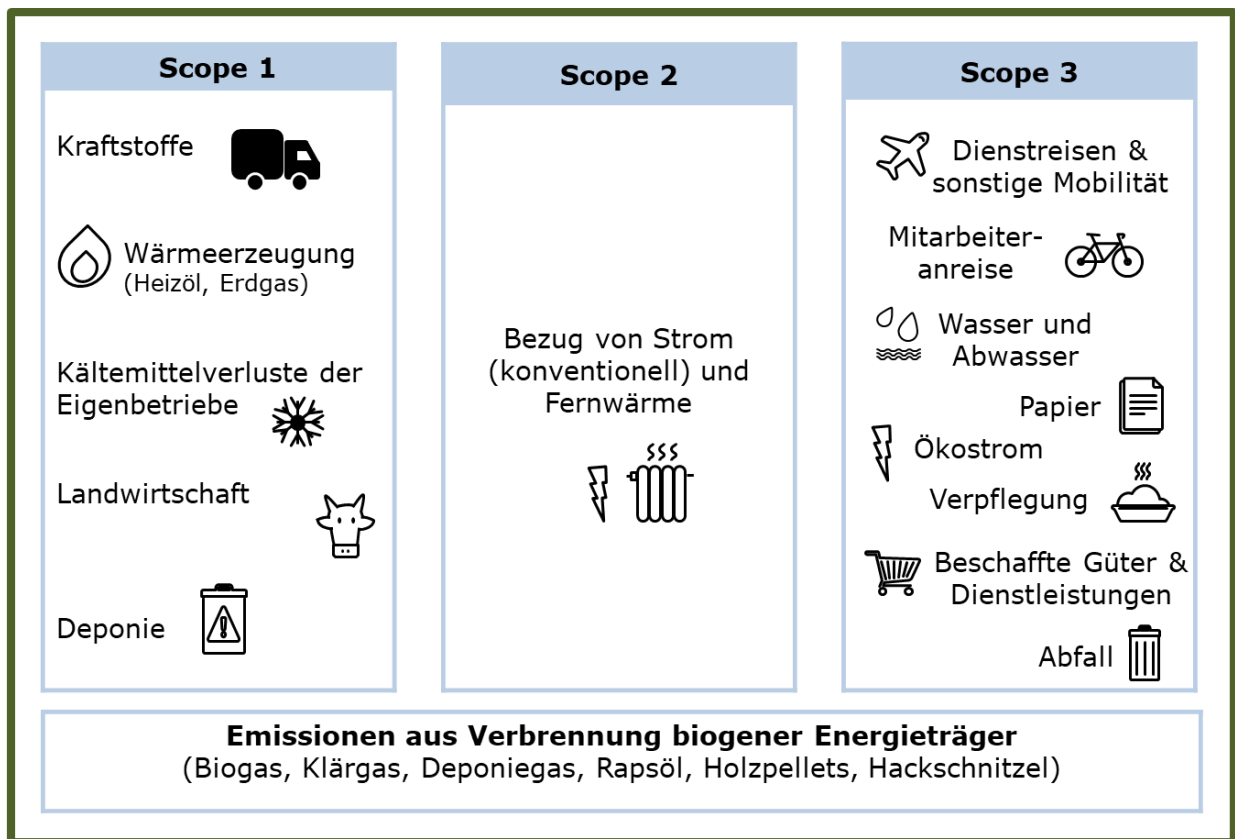 Scope 1
Kraftstoffe
Wärmeerzeugung
(Heizöl, Erdgas)
Kältemittelverluste der
Eigenbetriebe
Landwirtschaft
Deponie
Scope 2
Bezug von Strom
(konventionell) und
Fernwärme
Scope 3
Dienstreisen &
sonstige Mobilität
Mitarbeiter-
anreise
Wasser und
Abwasser
Papier
Ökostrom
Verpflegung
Beschaffte Güter &
Dienstleistungen
Abfall
Emissionen aus Verbrennung biogener Energieträger
(Biogas, Klärgas, Deponiegas, Rapsöl, Holzpellets, Hackschnitzel)